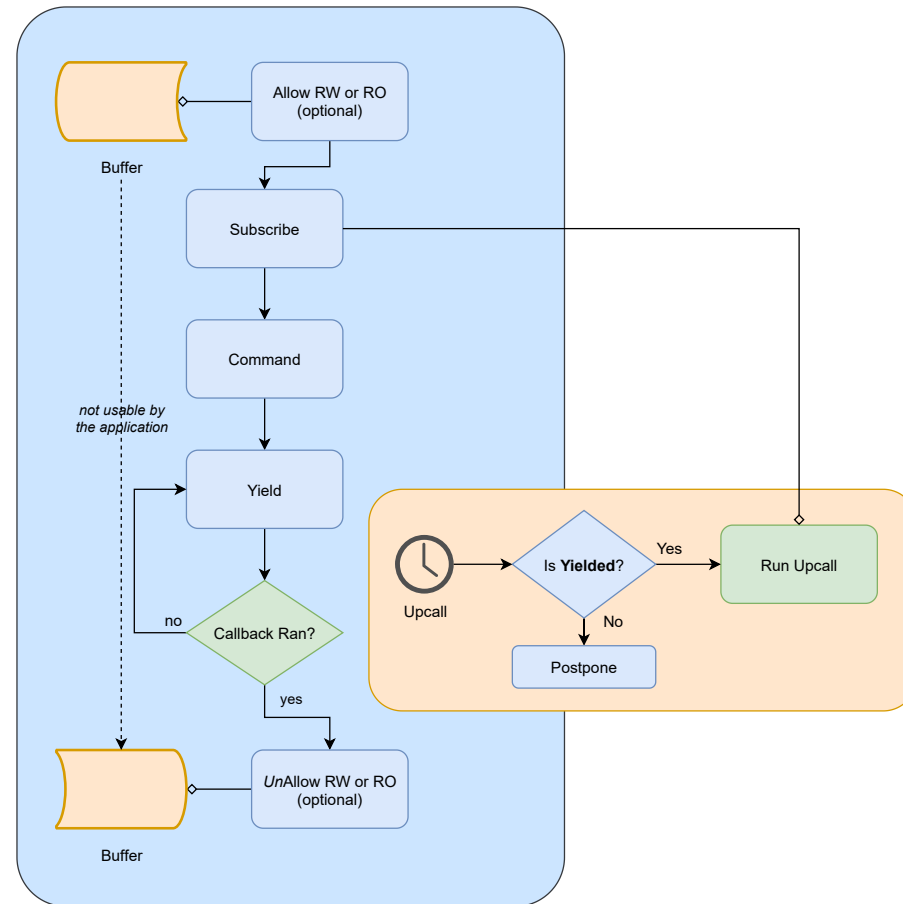 Allow RW or RO
(optional)
Buffer
Subscribe
Command
not usable by
the application
Yield
Is Yielded?
Yes
Run Upcall
Upcall
No
no
Callback Ran?
Postpone
yes
UnAllow RW or RO
(optional)
Buffer